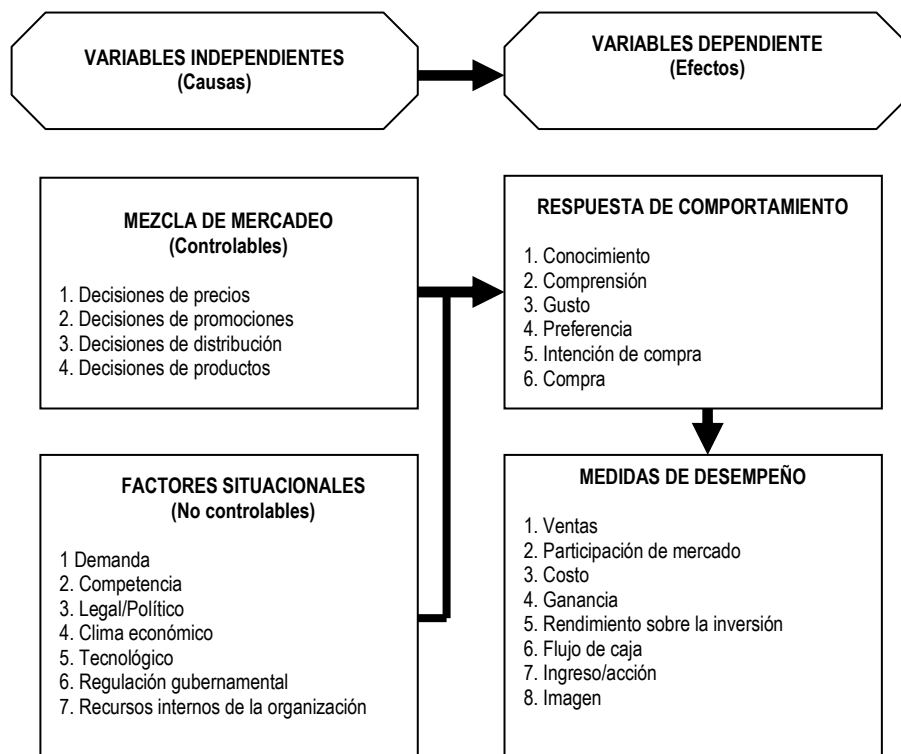 VARIABLES INDEPENDIENTES
(Causas)
VARIABLES DEPENDIENTE
(Efectos)
MEZCLA DE MERCADEO
(Controlables)
1. Decisiones de precios
2. Decisiones de promociones
3. Decisiones de distribución
4. Decisiones de productos
RESPUESTA DE COMPORTAMIENTO
1. Conocimiento
2. Comprensión
3. Gusto
4. Preferencia
5. Intención de compra
6. Compra
FACTORES SITUACIONALES
(No controlables)
1 Demanda
2. Competencia
3. Legal/Político
4. Clima económico
5. Tecnológico
6. Regulación gubernamental
7. Recursos internos de la organización
MEDIDAS DE DESEMPEÑO
1. Ventas
2. Participación de mercado
3. Costo
4. Ganancia
5. Rendimiento sobre la inversión
6. Flujo de caja
7. Ingreso/acción
8. Imagen